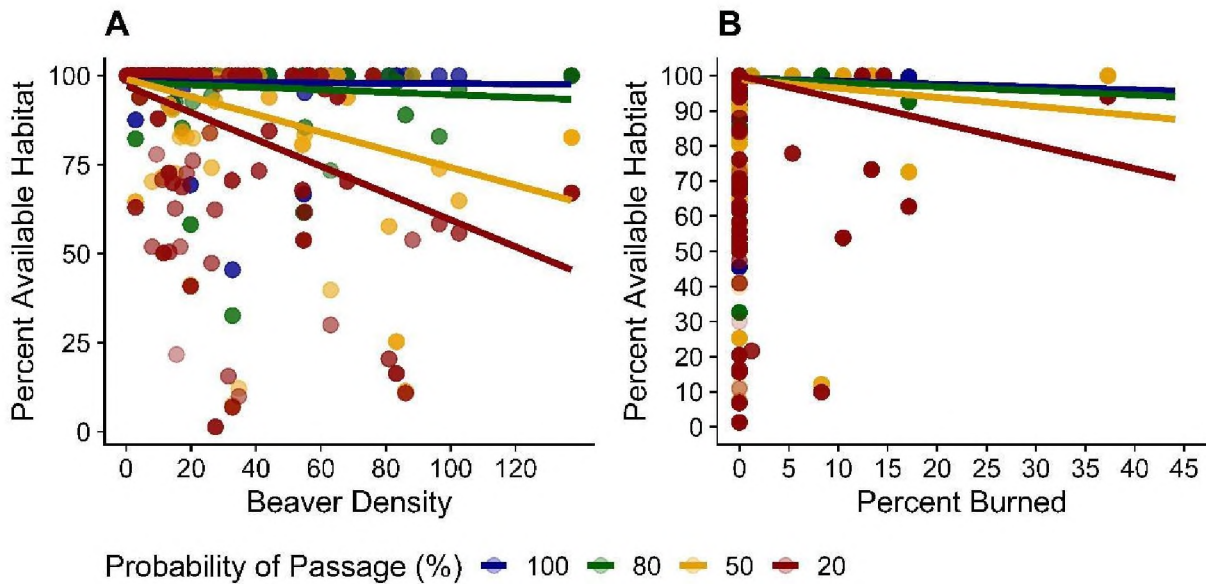 A
Percent Available Habitat
100
75
50
25
0
0 20 40 60 80 100 120
Beaver Density
B
Percent Available Habtiat
100
90
80
70
60
50
40
30
20
10
0
0 5 10 15 20 25 30 35 40 45
Percent Burned
Probability of Passage (%) 100 80 50 20